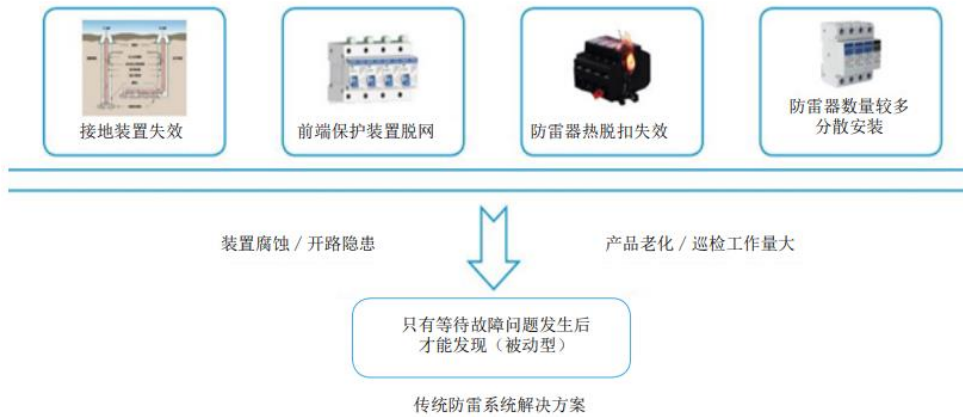 接地装置失效
前端保护装置脱网
防雷器热脱扣失效
防雷器数量较多
分散安装
装置腐蚀 / 开路隐患
产品老化 / 巡检工作量大
只有等待故障问题发生后
才能发现（被动型）
传统防雷系统解决方案